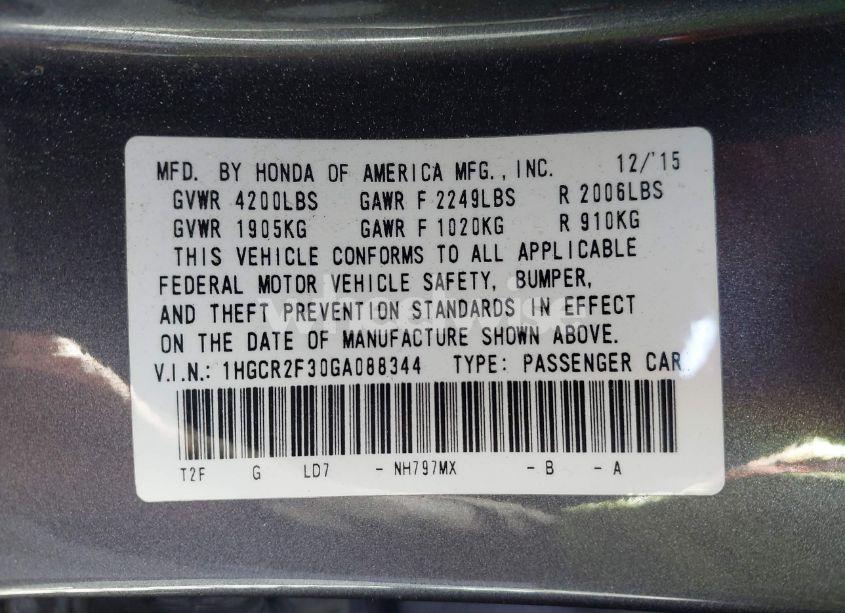 MFD. BY HONDA OF AMERICA MFG., INC. 12/'15
GVWR 4200LBS GAWR F 2249LBS R 2006LBS
GVWR 1905KG GAWR F 1020KG R 910KG
THIS VEHICLE CONFORMS TO ALL APPLICABLE
FEDERAL MOTOR VEHICLE SAFETY, BUMPER,
AND THEFT PREVENTION STANDARDS IN EFFECT
ON THE DATE OF MANUFACTURE SHOWN ABOVE.
V.I.N.: 1HGCR2F30GA088344 TYPE: PASSENGER CAR
T2F G LD7 - NH797MX - B - A